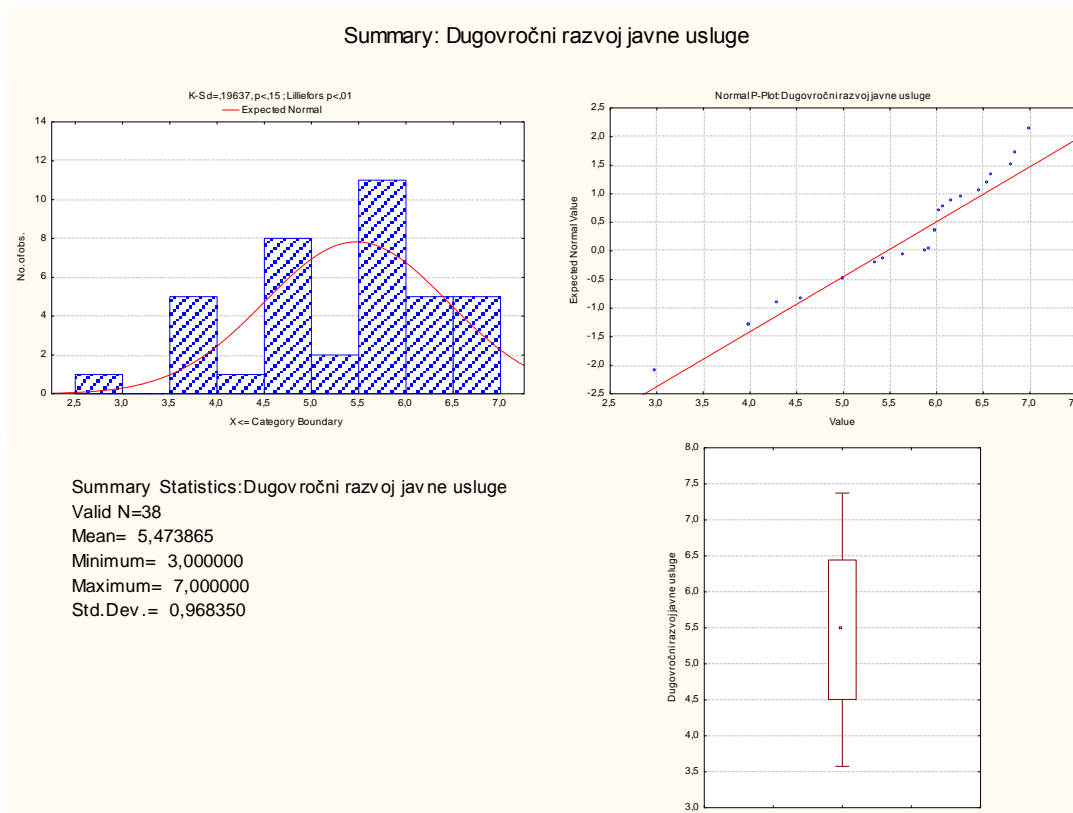 Summary: Dugovročni razvoj javne usluge
K-S d=,19637, p<,15 ; Lilliefors p<,01
Expected Normal
14
12
10
8
6
4
2
0
No. of obs.
2,5 3,0 3,5 4,0 4,5 5,0 5,5 6,0 6,5 7,0
X <= Category Boundary
Normal P-Plot: Dugovročni razvoj javne usluge
2,5
2,0
1,5
1,0
0,5
0,0
-0,5
-1,0
-1,5
-2,0
-2,5
Expected Normal Value
2,5 3,0 3,5 4,0 4,5 5,0 5,5 6,0 6,5 7,0
Value
Summary Statistics:Dugovročni razvoj javne usluge
Valid N=38
Mean= 5,473865
Minimum= 3,000000
Maximum= 7,000000
Std.Dev.= 0,968350
8,0
7,5
7,0
6,5
6,0
5,5
5,0
4,5
4,0
3,5
3,0
Dugovročni razvoj javne usluge